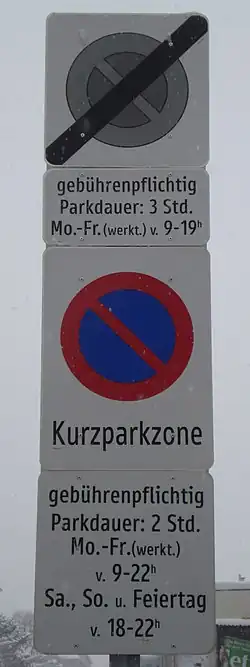 gebührenpflichtig
Parkdauer: 3 Std.
Mo.-Fr.(werkt.) v. 9-19h
Kurzparkzone
gebührenpflichtig
Parkdauer: 2 Std.
Mo.-Fr.(werkt.)
v. 9-22h
Sa., So. u. Feiertag
v. 18-22h